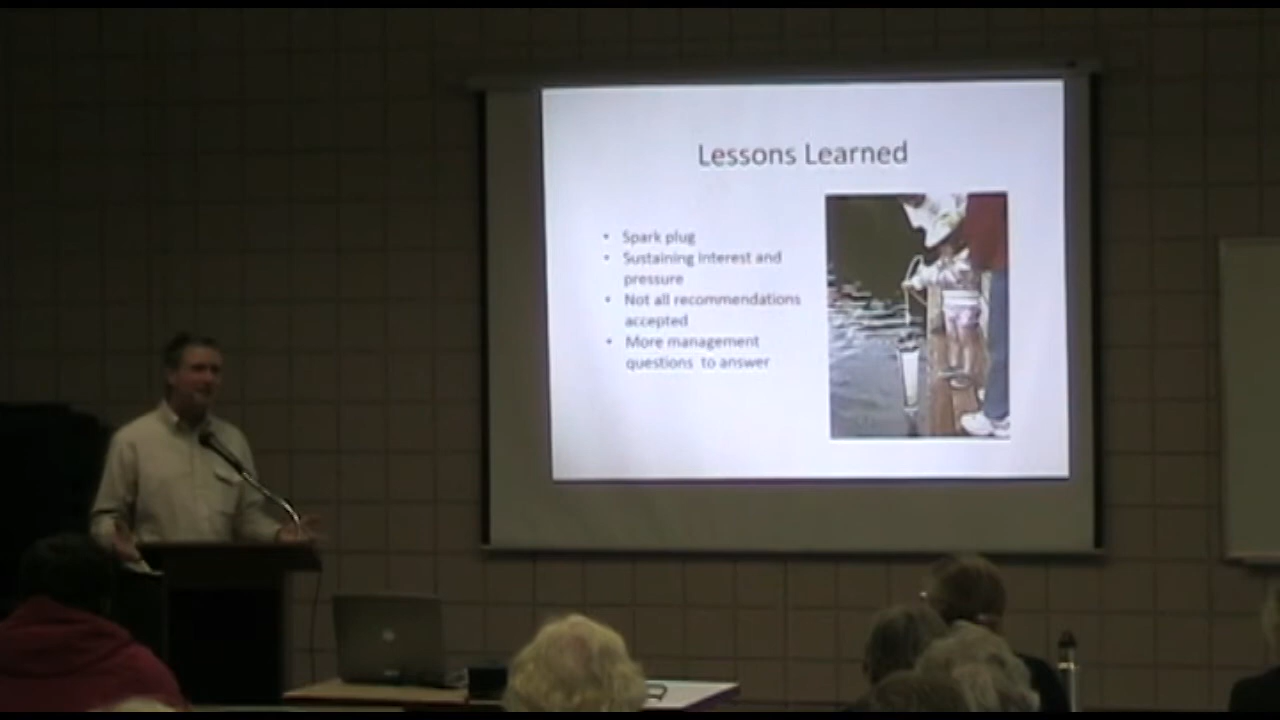 Lessons Learned
• Spark plug
• Sustaining interest and
pressure
• Not all recommendations
accepted
• More management
questions to answer